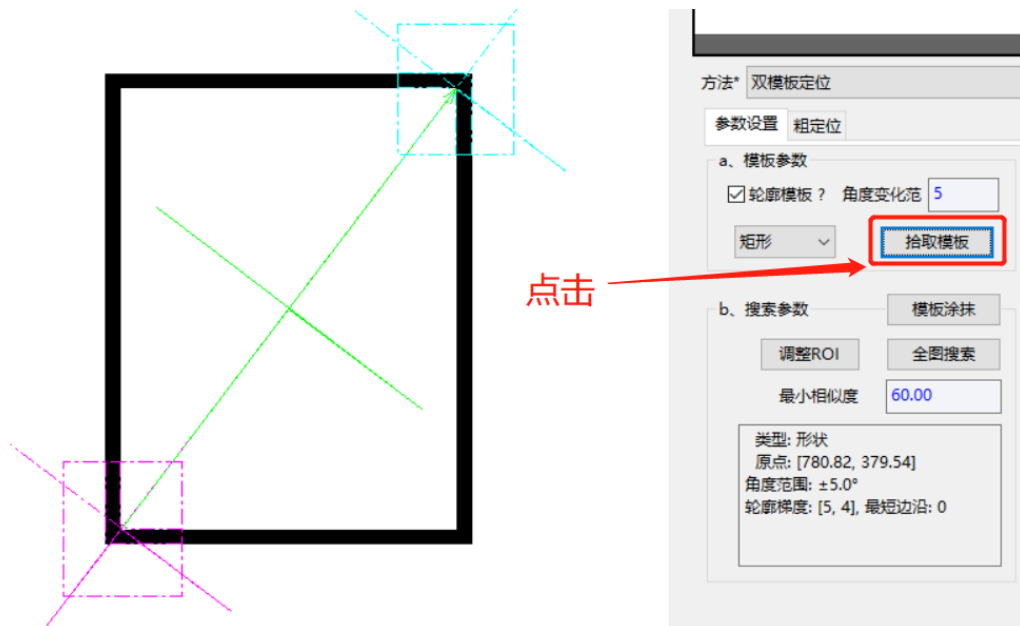 方法* 双模板定位
参数设置 粗定位
a、模板参数
轮廓模板? 角度变化范 5
矩形 拾取模板
点击
b、搜索参数 模板涂抹
调整ROI 全图搜索
最小相似度 60.00
类型: 形状
原点: [780.82, 379.54]
角度范围: ±5.0°
轮廓梯度: [5, 4], 最短边沿: 0